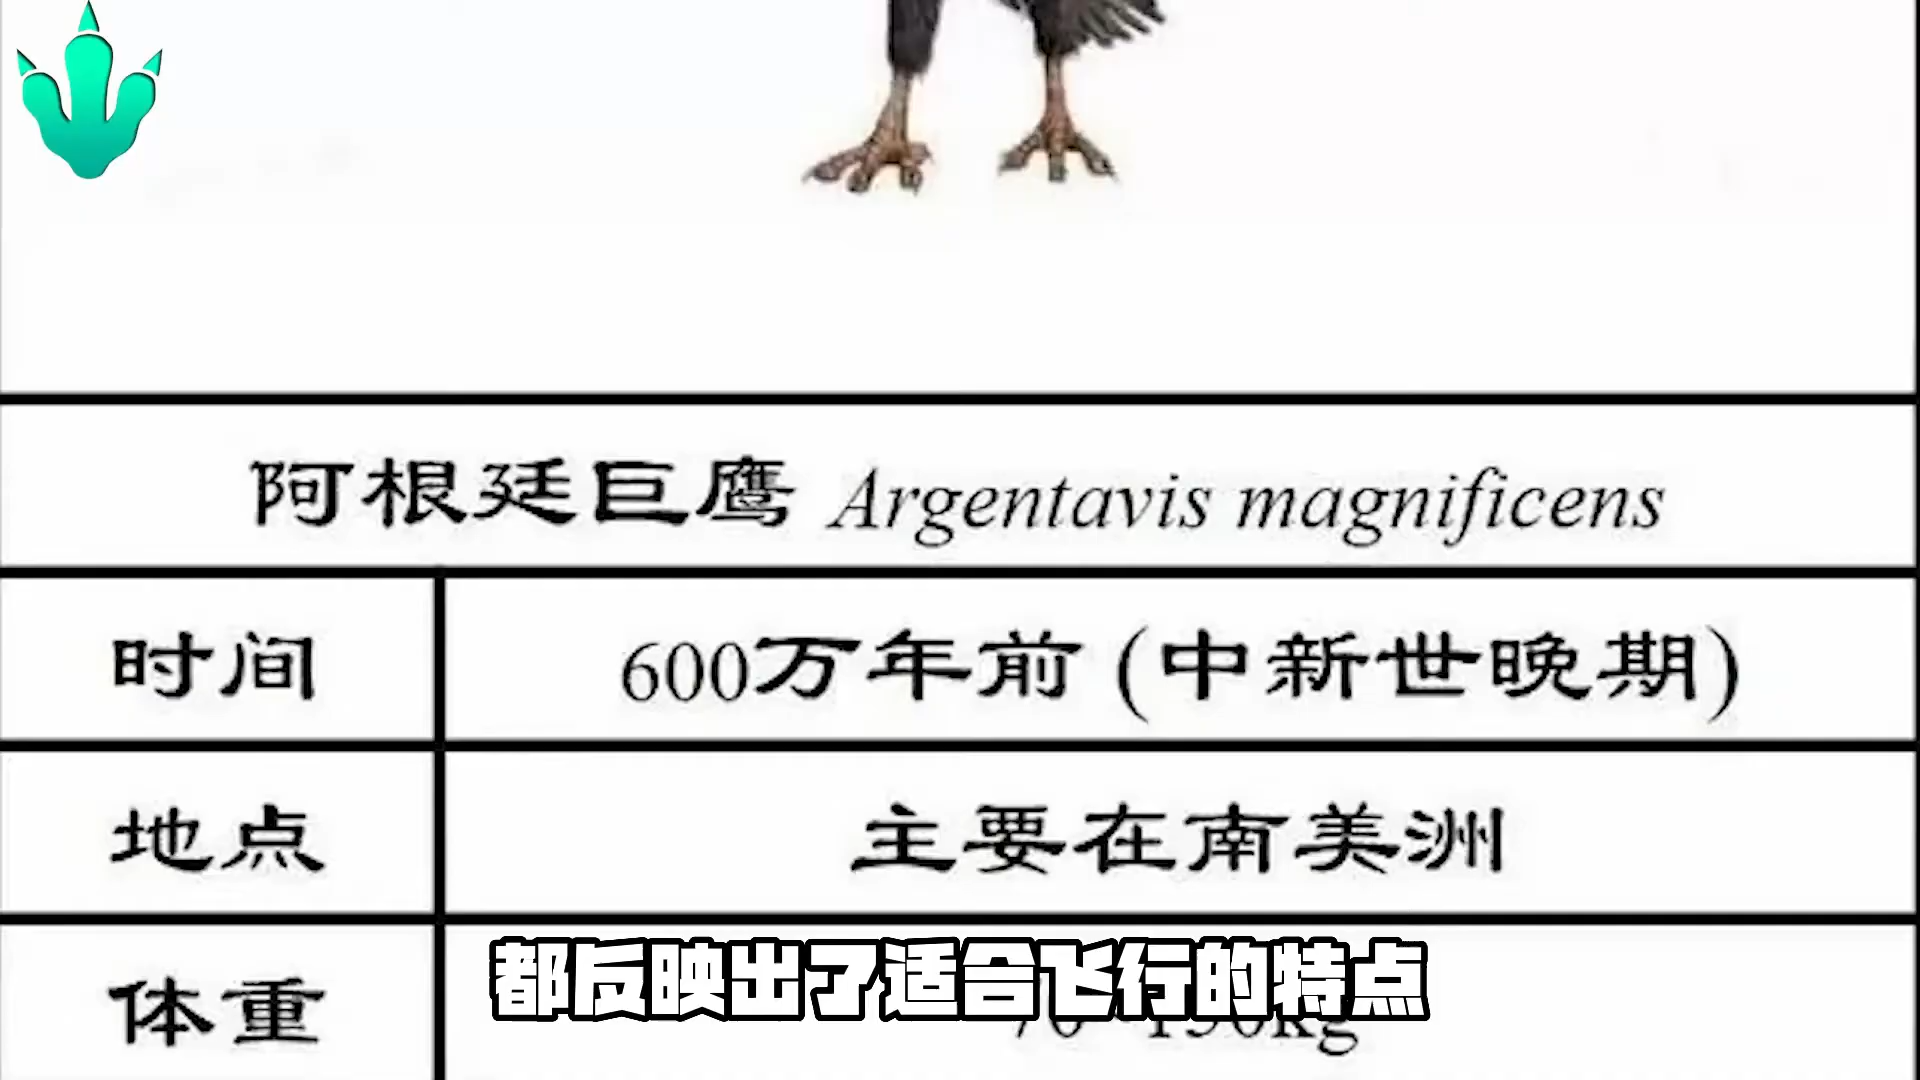 阿根廷巨鹰 Argentavis magnificens
时间 600万年前 (中新世晚期)
地点 主要在南美洲
体重
都反映出了适合飞行的特点